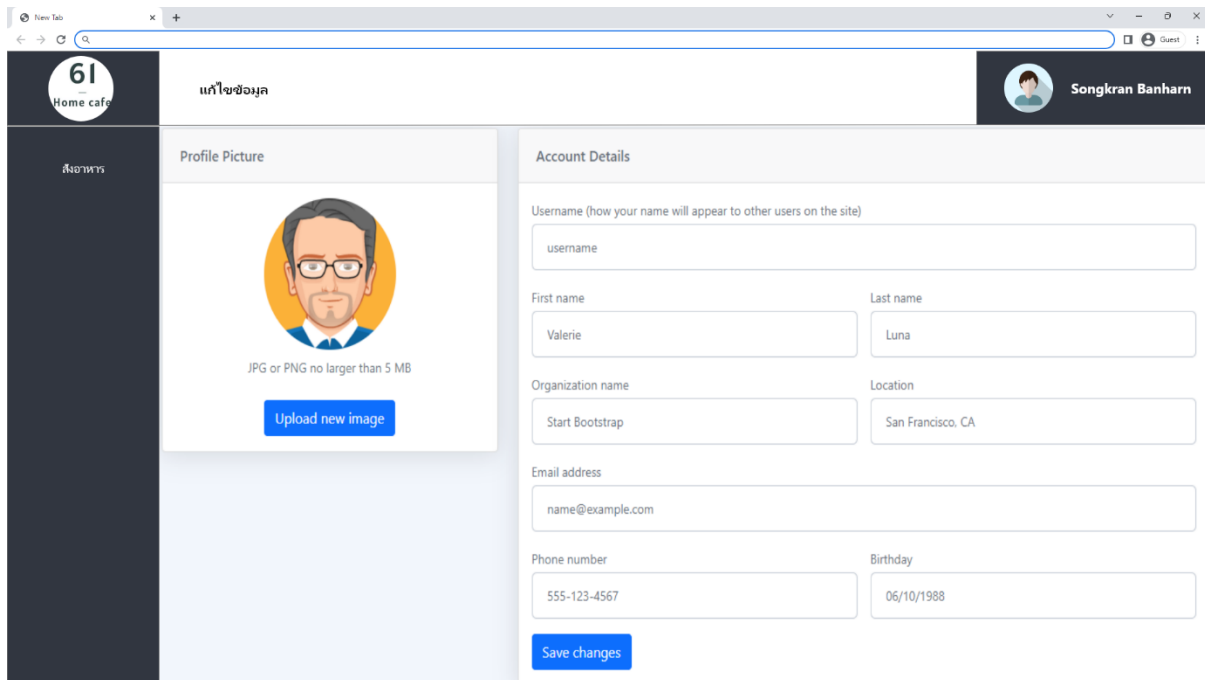 New Tab
Guest
61
Home cafe
แก้ไขข้อมูล
Songkran Banharn
สั่งอาหาร
Profile Picture
JPG or PNG no larger than 5 MB
Upload new image
Account Details
Username (how your name will appear to other users on the site)
username
First name
Last name
Valerie
Luna
Organization name
Location
Start Bootstrap
San Francisco, CA
Email address
name@example.com
Phone number
Birthday
555-123-4567
06/10/1988
Save changes